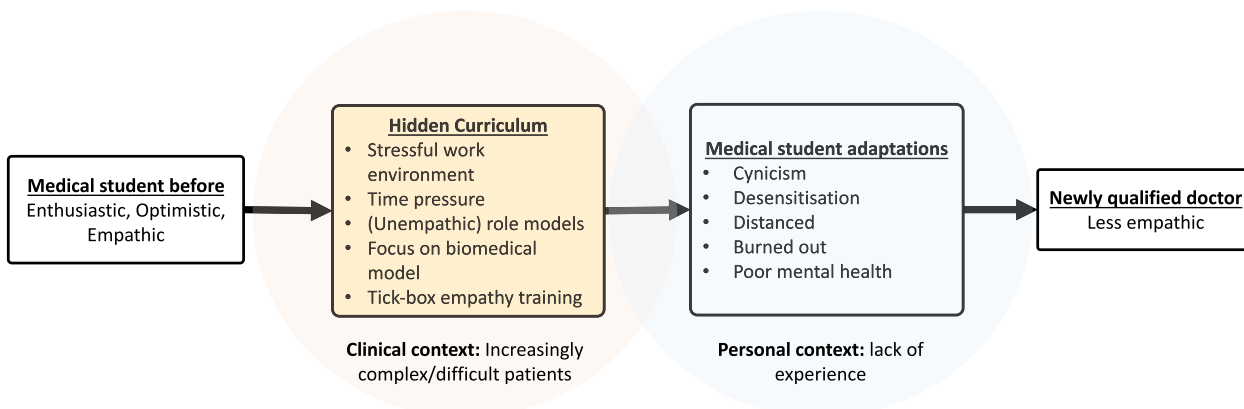 Medical student before
Enthusiastic, Optimistic,
Empathic
Hidden Curriculum
• Stressful work
environment
• Time pressure
• (Unempathic) role models
• Focus on biomedical
model
• Tick-box empathy training
Clinical context: Increasingly
complex/difficult patients
Medical student adaptations
• Cynicism
• Desensitisation
• Distanced
• Burned out
• Poor mental health
Personal context: lack of
experience
Newly qualified doctor
Less empathic